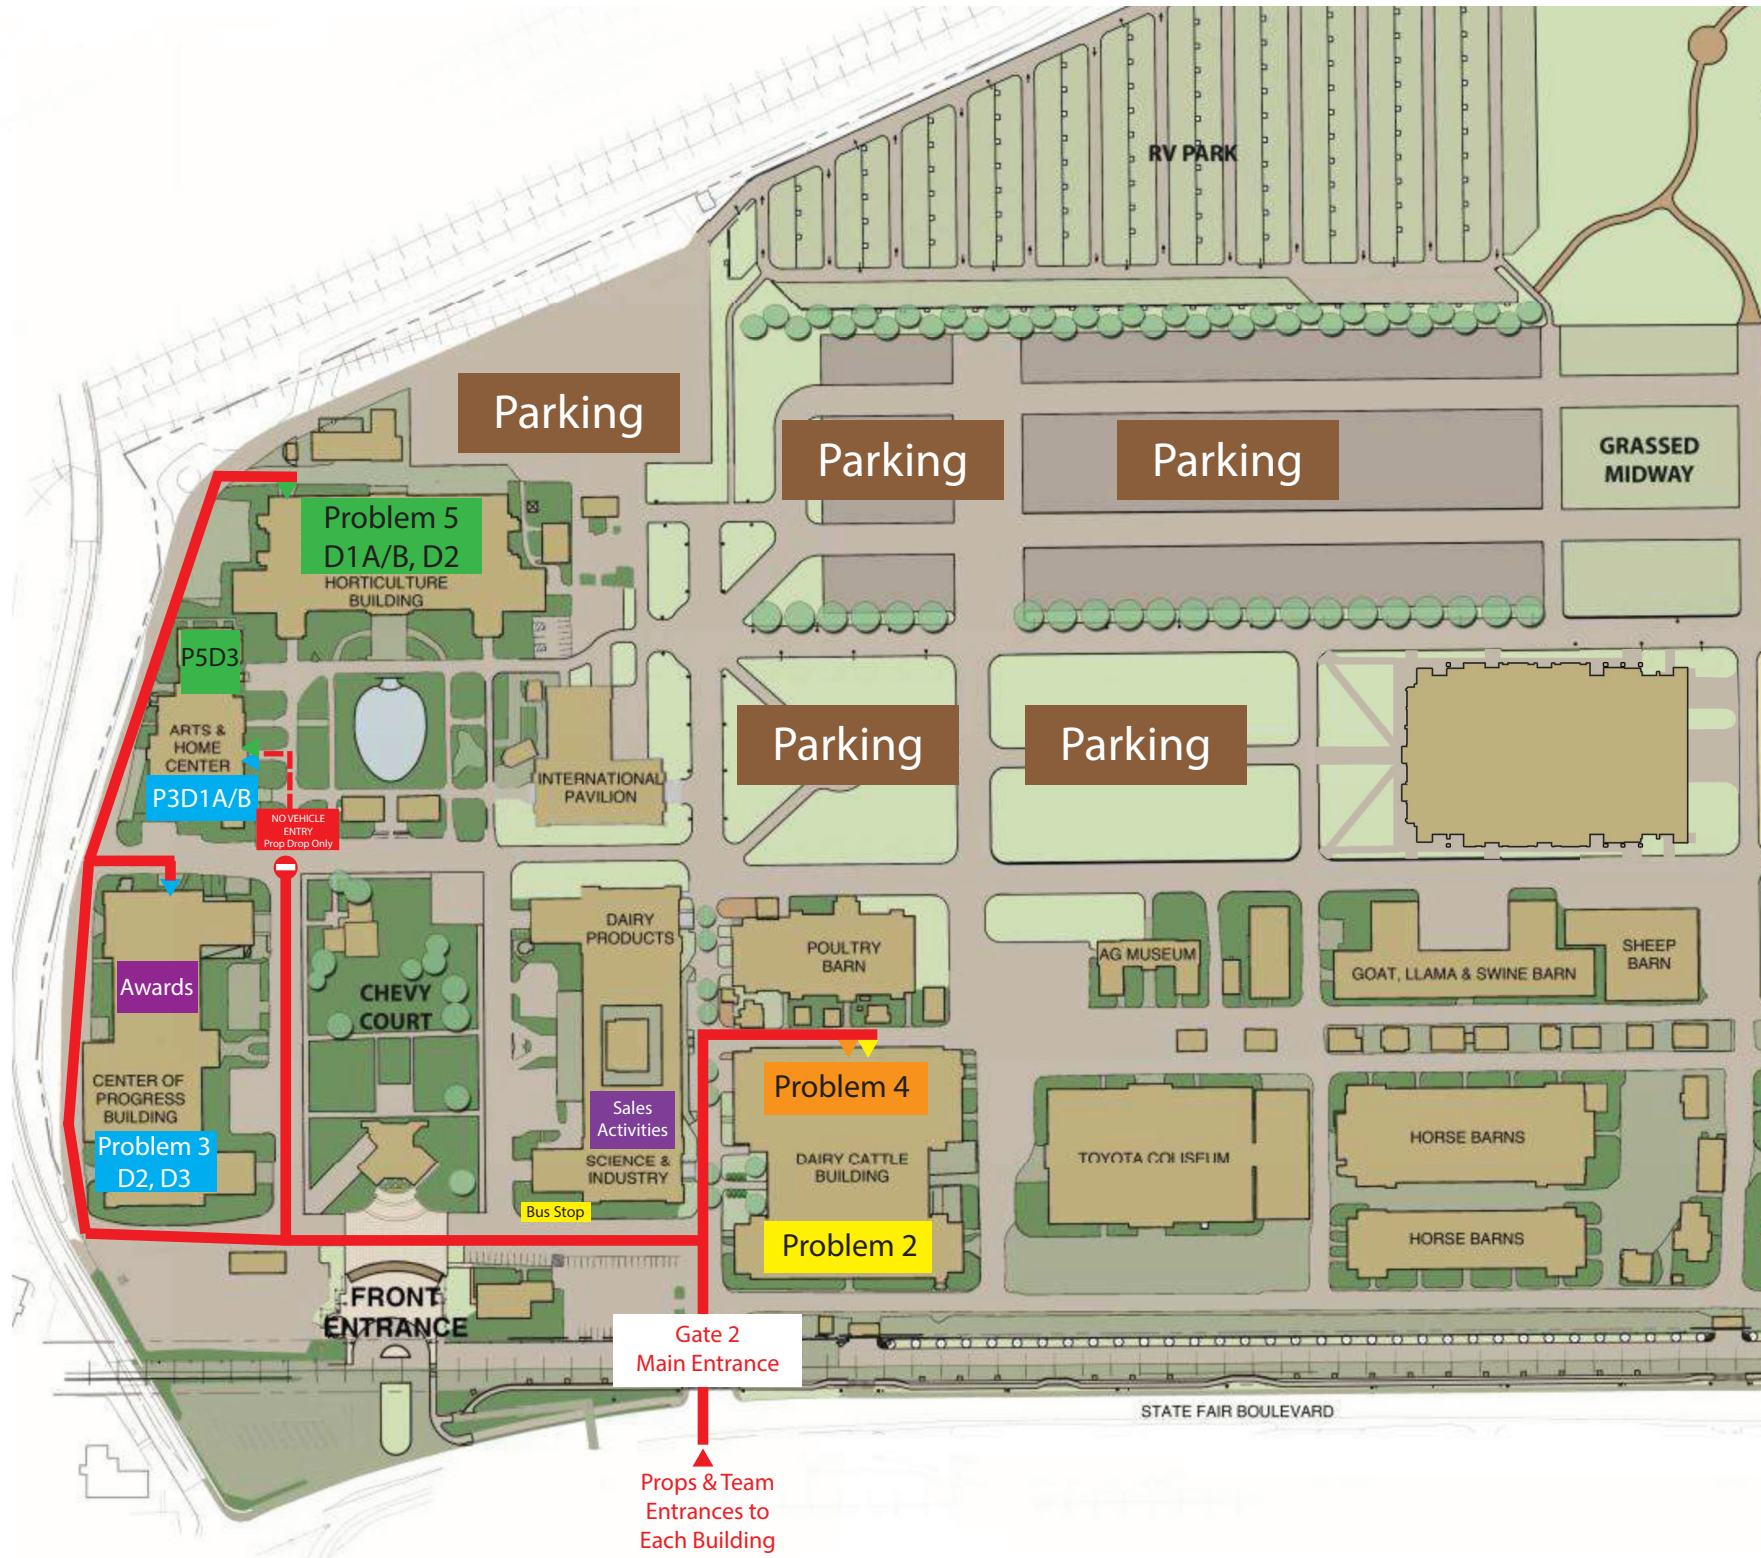 RV PARK
Parking
Parking
Parking
GRASSED
MIDWAY
Problem 5
D1A/B, D2
HORTICULTURE
BUILDING
P5D3
ARTS &
HOME
CENTER
P3D1A/B
NO VEHICLE
ENTRY
Prop Drop Only
INTERNATIONAL
PAVILION
Parking
Parking
Awards
CENTER OF
PROGRESS
BUILDING
Problem 3
D2, D3
CHEVY
COURT
DAIRY
PRODUCTS
Sales
Activities
SCIENCE &
INDUSTRY
Bus Stop
POULTRY
BARN
AG MUSEUM
GOAT, LLAMA & SWINE BARN
SHEEP
BARN
Problem 4
DAIRY CATTLE
BUILDING
Problem 2
TOYOTA COLISEUM
HORSE BARNS
HORSE BARNS
FRONT
ENTRANCE
Gate 2
Main Entrance
STATE FAIR BOULEVARD
Props & Team
Entrances to
Each Building